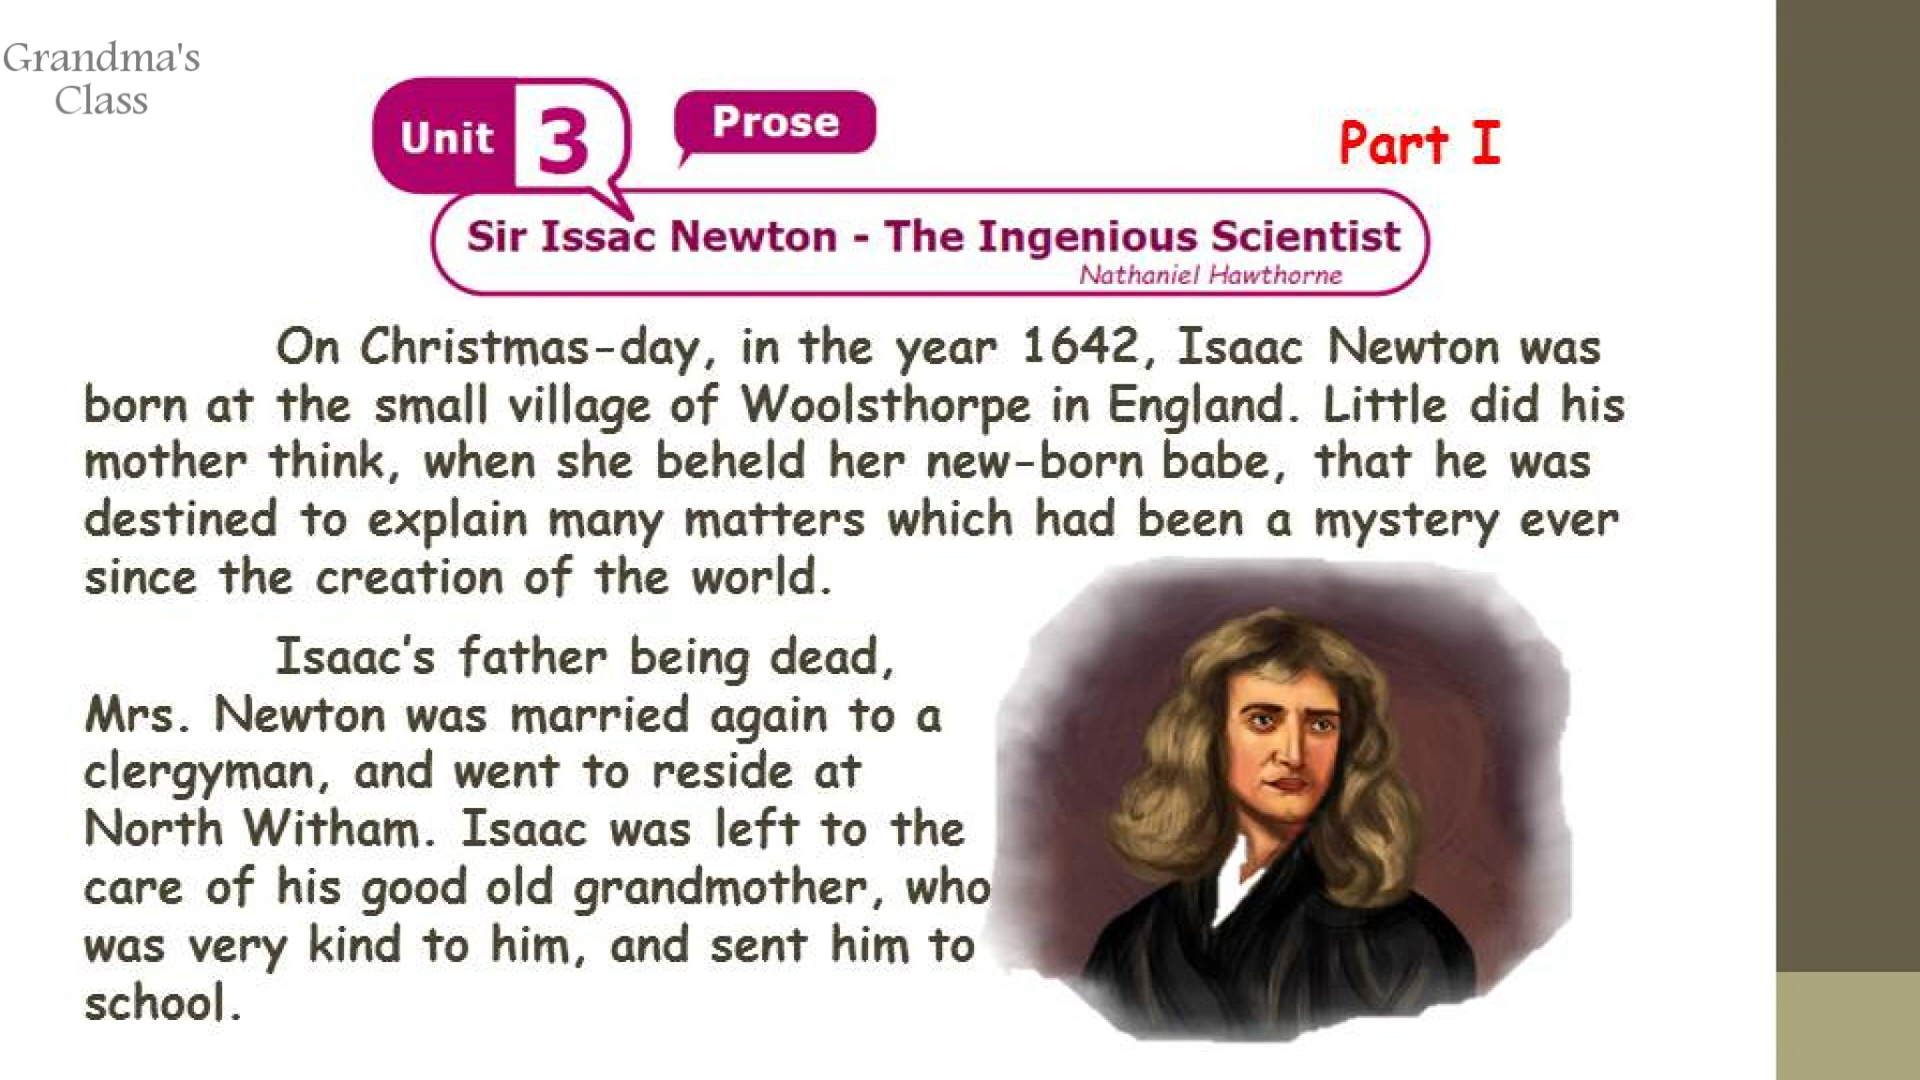 Grandma's
Class
Unit 3
Prose
Part I
Sir Issac Newton - The Ingenious Scientist
Nathaniel Hawthorne
On Christmas-day, in the year 1642, Isaac Newton was
born at the small village of Woolsthorpe in England. Little did his
mother think, when she beheld her new-born babe, that he was
destined to explain many matters which had been a mystery ever
since the creation of the world.
Isaac's father being dead,
Mrs. Newton was married again to a
clergyman, and went to reside at
North Witham. Isaac was left to the
care of his good old grandmother, who
was very kind to him, and sent him to
school.